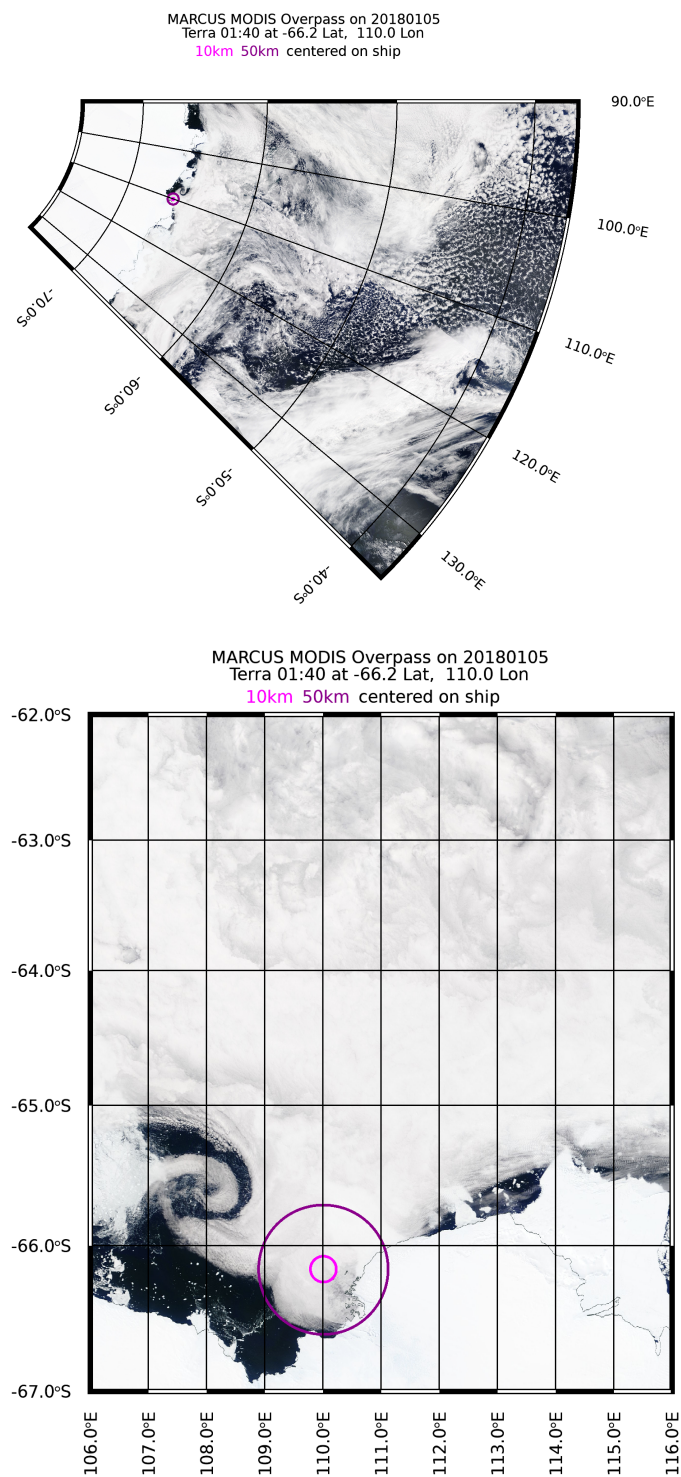 MARCUS MODIS Overpass on 20180105
Terra 01:40 at -66.2 Lat,  110.0 Lon
10km 50km centered on ship
90.0°E
100.0°E
110.0°E
120.0°E
130.0°E
-70.0°S
-60.0°S
-50.0°S
-40.0°S
MARCUS MODIS Overpass on 20180105
Terra 01:40 at -66.2 Lat,  110.0 Lon
10km 50km centered on ship
-62.0°S
-63.0°S
-64.0°S
-65.0°S
-66.0°S
-67.0°S
106.0°E 107.0°E 108.0°E 109.0°E 110.0°E 111.0°E 112.0°E 113.0°E 114.0°E 115.0°E 116.0°E